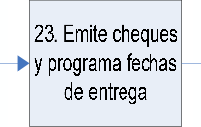 23. Emite cheques
y programa fechas
de entrega